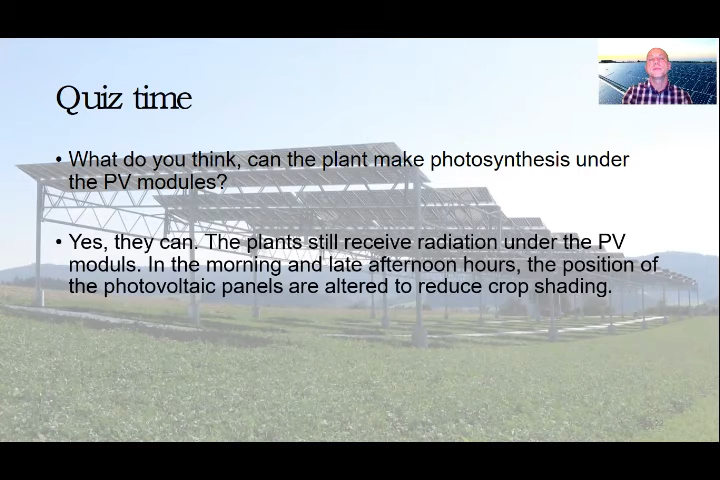 Quiz time
• What do you think, can the plant make photosynthesis under
the PV modules?
• Yes, they can. The plants still receive radiation under the PV
moduls. In the morning and late afternoon hours, the position of
the photovoltaic panels are altered to reduce crop shading.
22